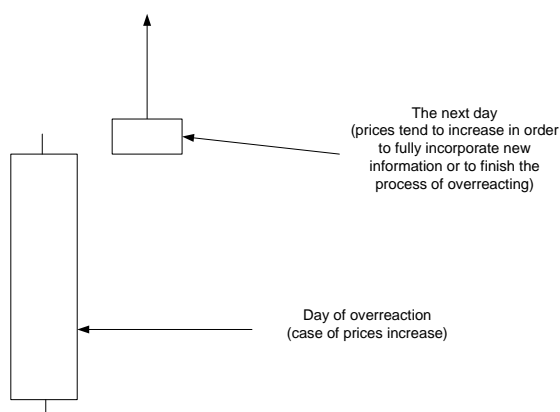 The next day
(prices tend to increase in order
to fully incorporate new
information or to finish the
process of overreacting)
Day of overreaction
(case of prices increase)